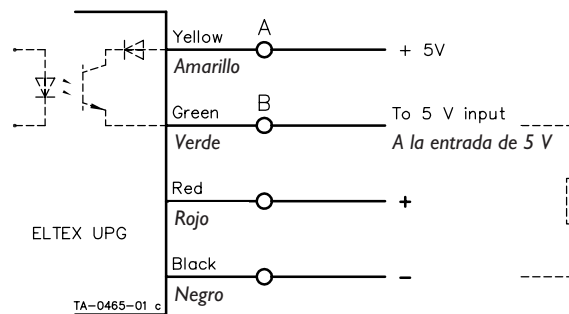 A
Yellow
+ 5V
Amarillo
B
Green
To 5 V input
Verde
A la entrada de 5 V
Red
+
Rojo
ELTEX UPG
Black
–
Negro
TA-0465-01 c